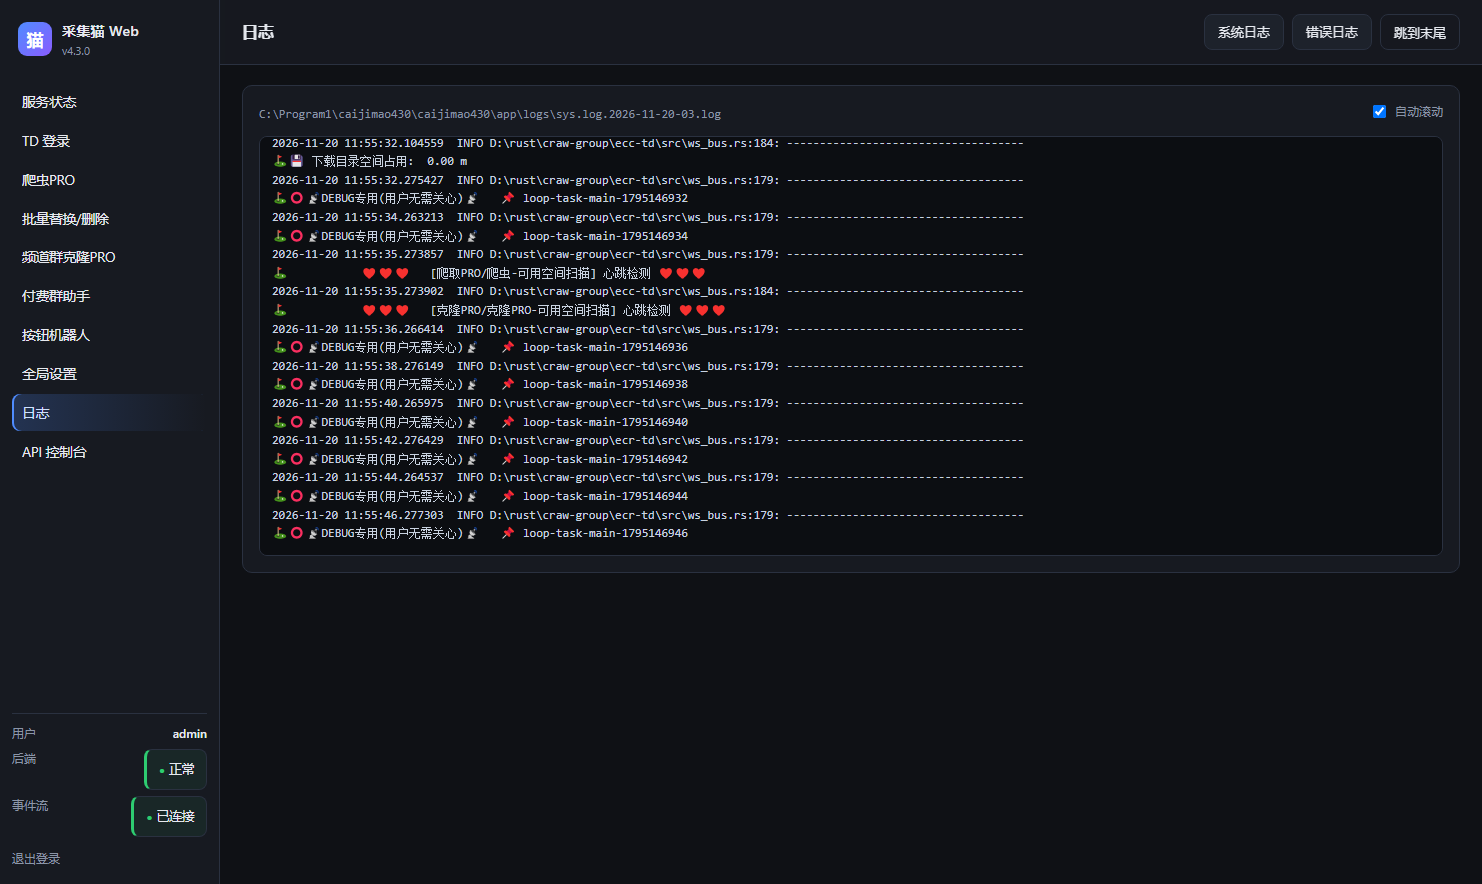 猫
采集猫 Web
v4.3.0
服务状态
TD 登录
爬虫PRO
批量替换/删除
频道群克隆PRO
付费群助手
按钮机器人
全局设置
日志
API 控制台
用户 admin
后端 正常
事件流 已连接
退出登录
日志
系统日志 错误日志 跳到末尾
C:\Program1\caijimao430\caijimao430\app\logs\sys.log.2026-11-20-03.log
自动滚动
2026-11-20 11:55:32.104559 INFO D:\rust\craw-group\ecr-td\src\ws_bus.rs:184: ------------------------------------
⛳💾 下载目录空间占用: 0.00 m
2026-11-20 11:55:32.275427 INFO D:\rust\craw-group\ecr-td\src\ws_bus.rs:179: ------------------------------------
⛳⭕📡DEBUG专用(用户无需关心)📡 📌 loop-task-main-1795146932
2026-11-20 11:55:34.263213 INFO D:\rust\craw-group\ecr-td\src\ws_bus.rs:179: ------------------------------------
⛳⭕📡DEBUG专用(用户无需关心)📡 📌 loop-task-main-1795146934
2026-11-20 11:55:35.273857 INFO D:\rust\craw-group\ecc-td\src\ws_bus.rs:179: ------------------------------------
⛳ ❤❤❤ [爬取PRO/爬虫-可用空间扫描] 心跳检测 ❤❤❤
2026-11-20 11:55:35.273902 INFO D:\rust\craw-group\ecc-td\src\ws_bus.rs:184: ------------------------------------
⛳ ❤❤❤ [克隆PRO/克隆PRO-可用空间扫描] 心跳检测 ❤❤❤
2026-11-20 11:55:36.266414 INFO D:\rust\craw-group\ecr-td\src\ws_bus.rs:179: ------------------------------------
⛳⭕📡DEBUG专用(用户无需关心)📡 📌 loop-task-main-1795146936
2026-11-20 11:55:38.276149 INFO D:\rust\craw-group\ecr-td\src\ws_bus.rs:179: ------------------------------------
⛳⭕📡DEBUG专用(用户无需关心)📡 📌 loop-task-main-1795146938
2026-11-20 11:55:40.265975 INFO D:\rust\craw-group\ecr-td\src\ws_bus.rs:179: ------------------------------------
⛳⭕📡DEBUG专用(用户无需关心)📡 📌 loop-task-main-1795146940
2026-11-20 11:55:42.276429 INFO D:\rust\craw-group\ecr-td\src\ws_bus.rs:179: ------------------------------------
⛳⭕📡DEBUG专用(用户无需关心)📡 📌 loop-task-main-1795146942
2026-11-20 11:55:44.264537 INFO D:\rust\craw-group\ecr-td\src\ws_bus.rs:179: ------------------------------------
⛳⭕📡DEBUG专用(用户无需关心)📡 📌 loop-task-main-1795146944
2026-11-20 11:55:46.277303 INFO D:\rust\craw-group\ecr-td\src\ws_bus.rs:179: ------------------------------------
⛳⭕📡DEBUG专用(用户无需关心)📡 📌 loop-task-main-1795146946